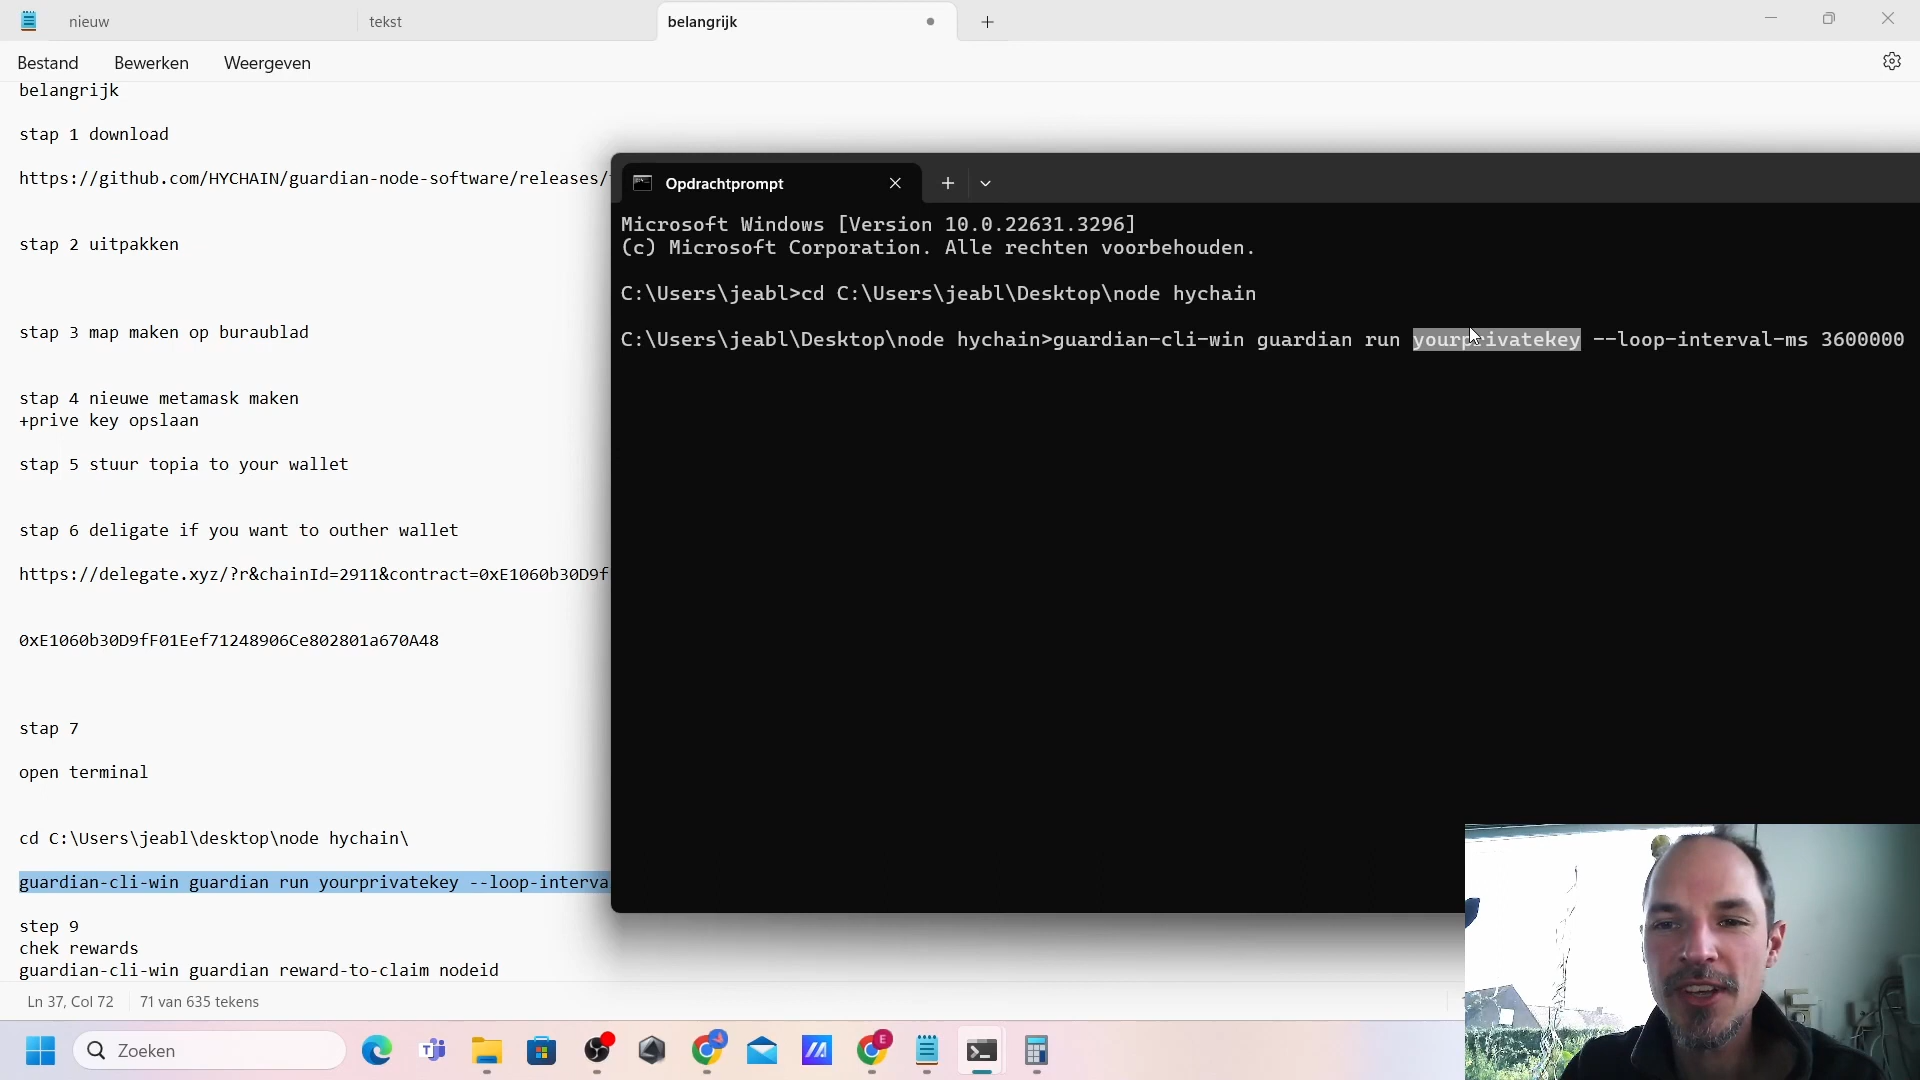 nieuw
tekst
belangrijk
Bestand
Bewerken
Weergeven
belangrijk
stap 1 download
https://github.com/HYCHAIN/guardian-node-software/releases/
stap 2 uitpakken
stap 3 map maken op buraublad
stap 4 nieuwe metamask maken
+prive key opslaan
stap 5 stuur topia to your wallet
stap 6 deligate if you want to outher wallet
https://delegate.xyz/?r&chainId=2911&contract=0xE1060b30D9f
0xE1060b30D9fF01Eef71248906Ce802801a670A48
stap 7
open terminal
cd C:\Users\jeabl\desktop\node hychain\
guardian-cli-win guardian run yourprivatekey --loop-interva
step 9
chek rewards
guardian-cli-win guardian reward-to-claim nodeid
Ln 37, Col 72
71 van 635 tekens
Opdrachtprompt
Microsoft Windows [Version 10.0.22631.3296]
(c) Microsoft Corporation. Alle rechten voorbehouden.
C:\Users\jeabl>cd C:\Users\jeabl\Desktop\node hychain
C:\Users\jeabl\Desktop\node hychain>guardian-cli-win guardian run yourprivatekey --loop-interval-ms 3600000
Zoeken
E